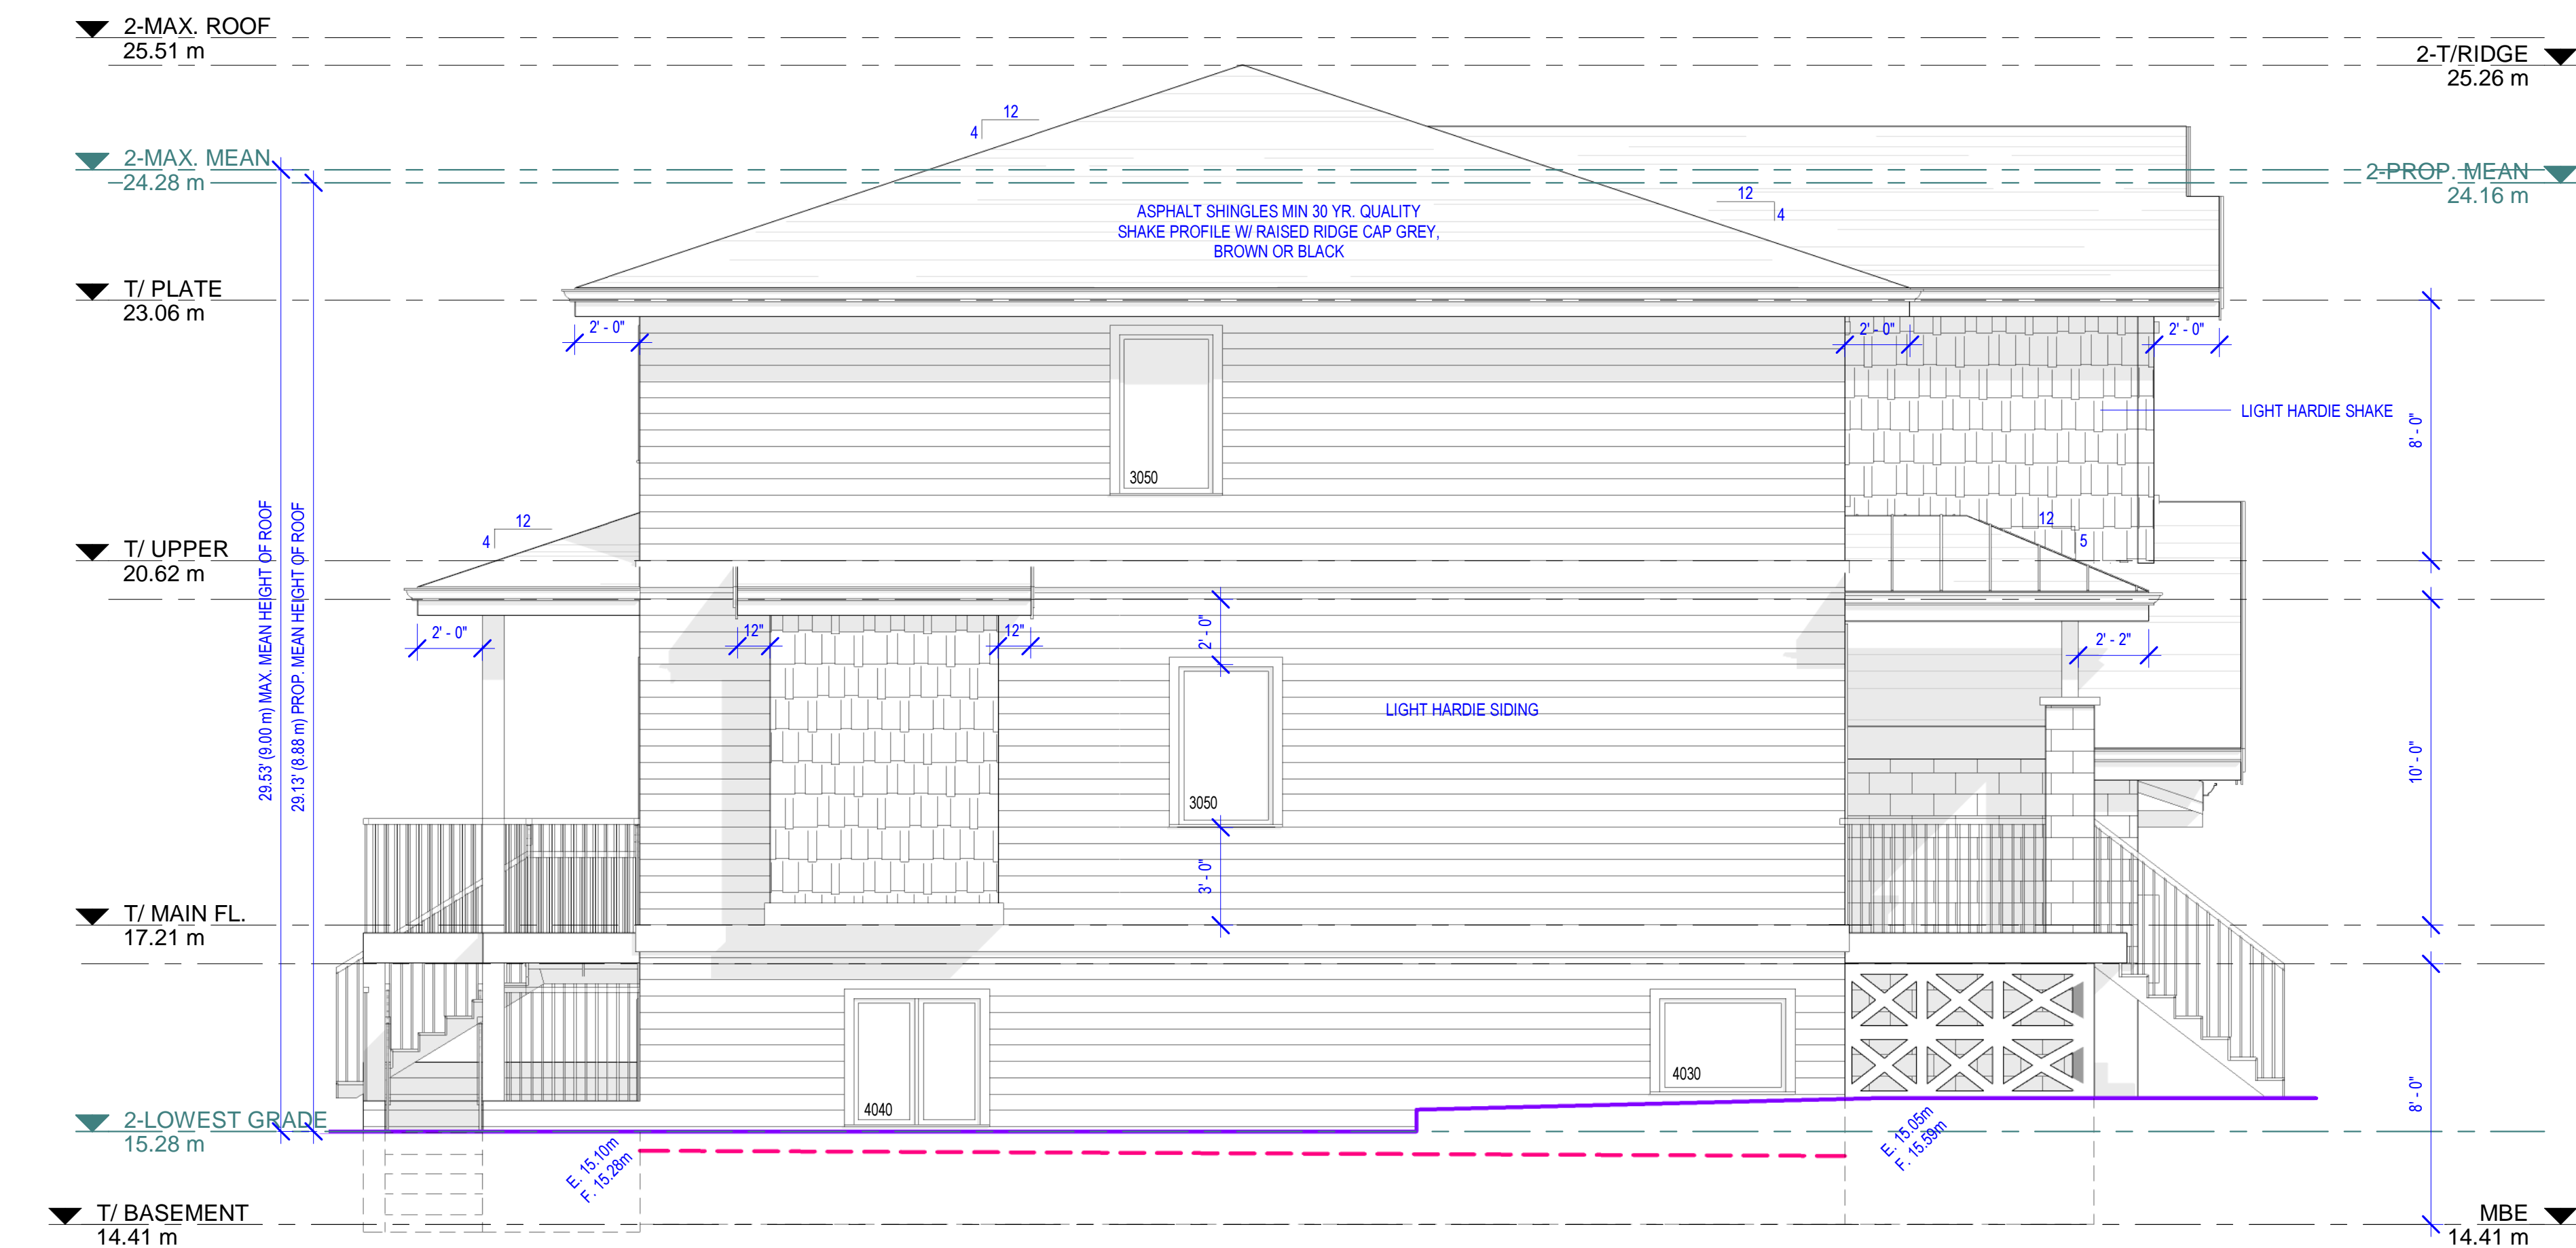 2-MAX. ROOF
25.51 m
2-T/RIDGE
25.26 m
12
4
2-MAX. MEAN
24.28 m
2-PROP. MEAN
24.16 m
12
4
ASPHALT SHINGLES MIN 30 YR. QUALITY
SHAKE PROFILE W/ RAISED RIDGE CAP GREY,
BROWN OR BLACK
T/ PLATE
23.06 m
2' - 0"
2' - 0"
2' - 0"
LIGHT HARDIE SHAKE
8' - 0"
3050
12
4
12
5
T/ UPPER
20.62 m
29.53' (9.00 m) MAX. MEAN HEIGHT OF ROOF
29.13' (8.88 m) PROP. MEAN HEIGHT OF ROOF
2' - 0"
12"
12"
2' - 0"
2' - 2"
LIGHT HARDIE SIDING
10' - 0"
3050
3' - 0"
T/ MAIN FL.
17.21 m
4030
4040
8' - 0"
2-LOWEST GRADE
15.28 m
E. 15.10m
F. 15.28m
E. 15.05m
F. 15.59m
T/ BASEMENT
14.41 m
MBE
14.41 m